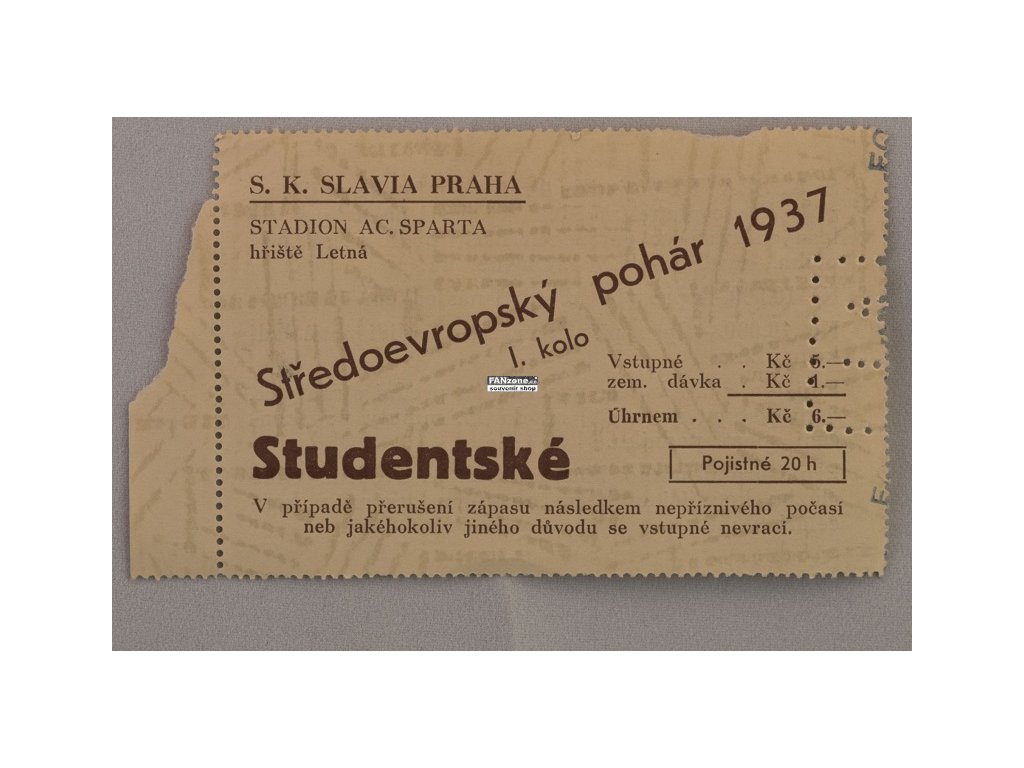 S. K. SLAVIA PRAHA
STADION AC. SPARTA
hřiště Letná
Středoevropský pohár 1937
I. kolo
FANzone.cz
souvenir shop
Vstupné . . Kč 5.—
zem. dávka . Kč 1.—
Úhrnem . . . Kč 6.—
Studentské
Pojistné 20 h
V případě přerušení zápasu následkem nepříznivého počasí
neb jakéhokoliv jiného důvodu se vstupné nevrací.